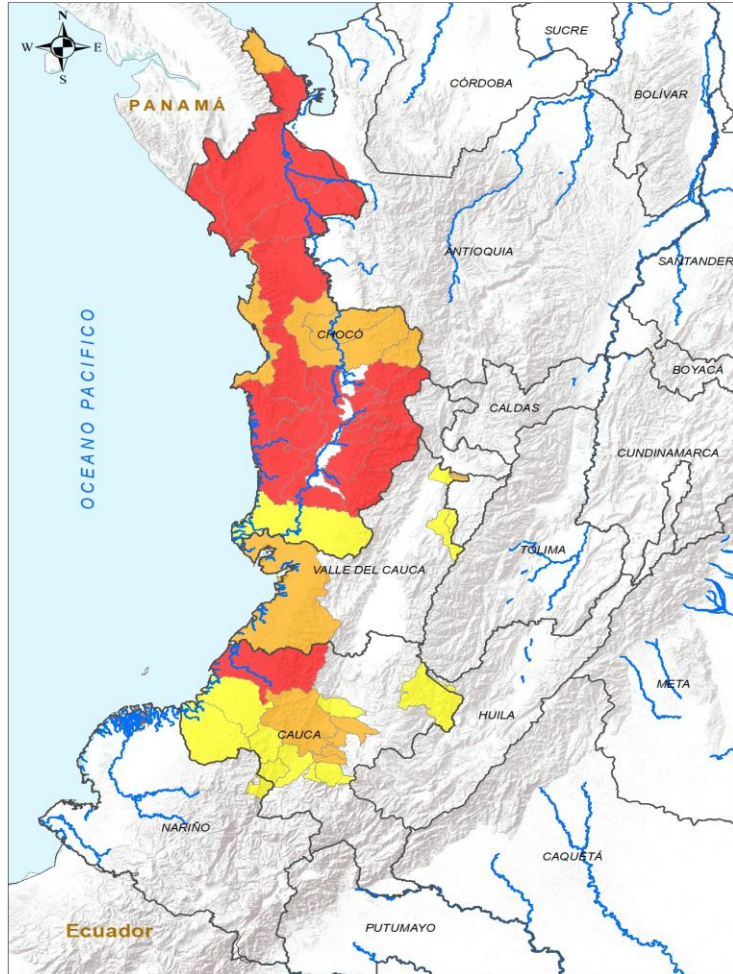 N
W E
S
SUCRE
CÓRDOBA
BOLÍVAR
PANAMÁ
ANTIOQUIA
SANTANDER
CHOCÓ
BOYACÁ
CALDAS
CUNDINAMARCA
OCEANO PACIFICO
TOLIMA
VALLE DEL CAUCA
META
HUILA
CAUCA
NARIÑO
CAQUETÁ
Ecuador
PUTUMAYO